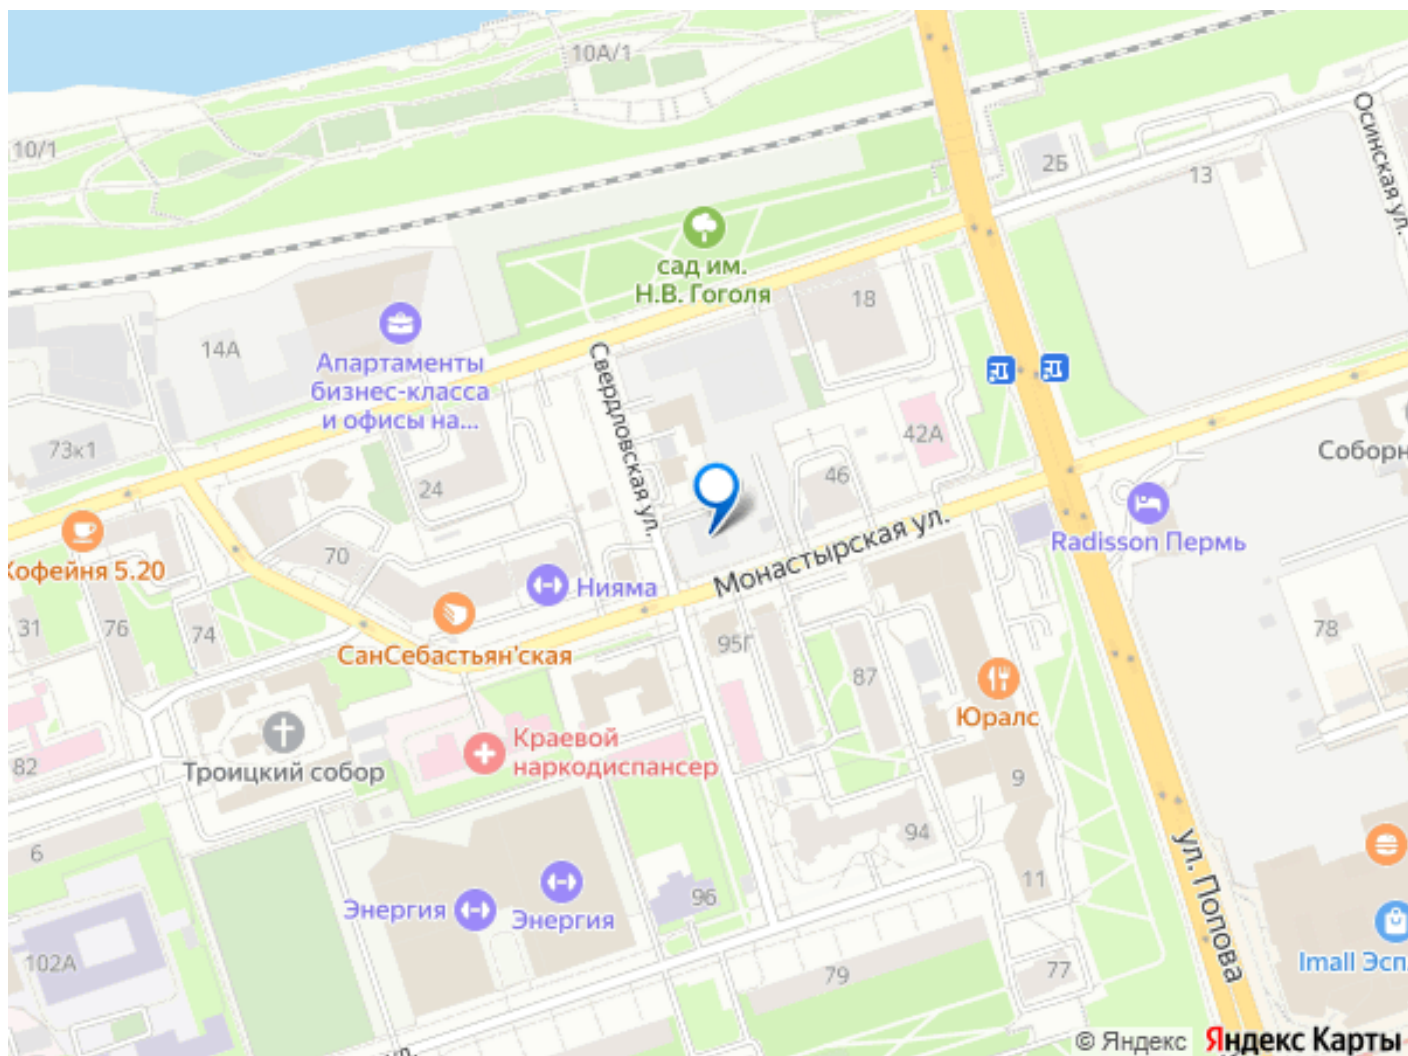 10А/1
10/1
Осинская ул.
2Б
13
сад им.
Н.В. Гоголя
18
14А
Апартаменты
бизнес-класса
и офисы на...
Свердловская ул.
73к1
24
42А
46
Соборн
Radisson Пермь
Кофейня 5.20
70
Монастырская ул.
Нияма
31
76
74
СанСебастьян'ская
95Г
87
78
Юралс
82
Троицкий собор
Краевой
наркодиспансер
9
94
6
ул. Попова
11
96
Энергия
Энергия
102А
79
77
Imall Эсп
ул.
© Яндекс
Яндекс Карты